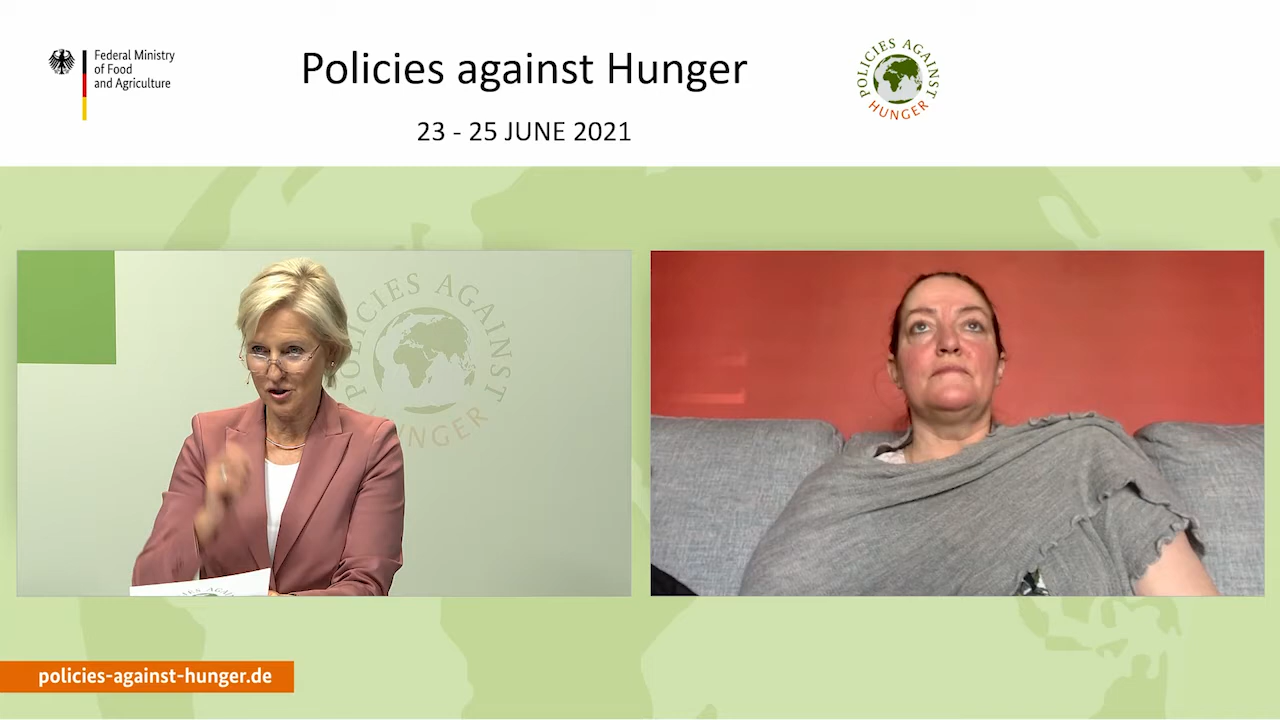 Federal Ministry
of Food
and Agriculture
Policies against Hunger
23 - 25 JUNE 2021
POLICIES AGAINST
HUNGER
POLICIES AGAINST
HUNGER
policies-against-hunger.de